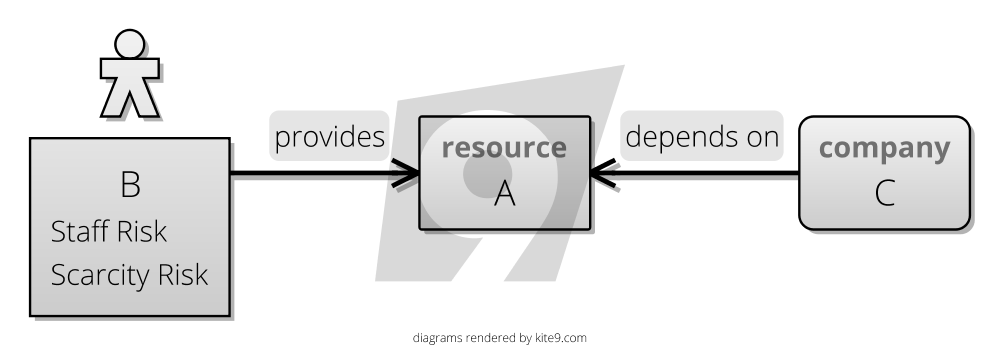 provides
resource
A
depends on
company
C
B
Staff Risk
Scarcity Risk
diagrams rendered by kite9.com